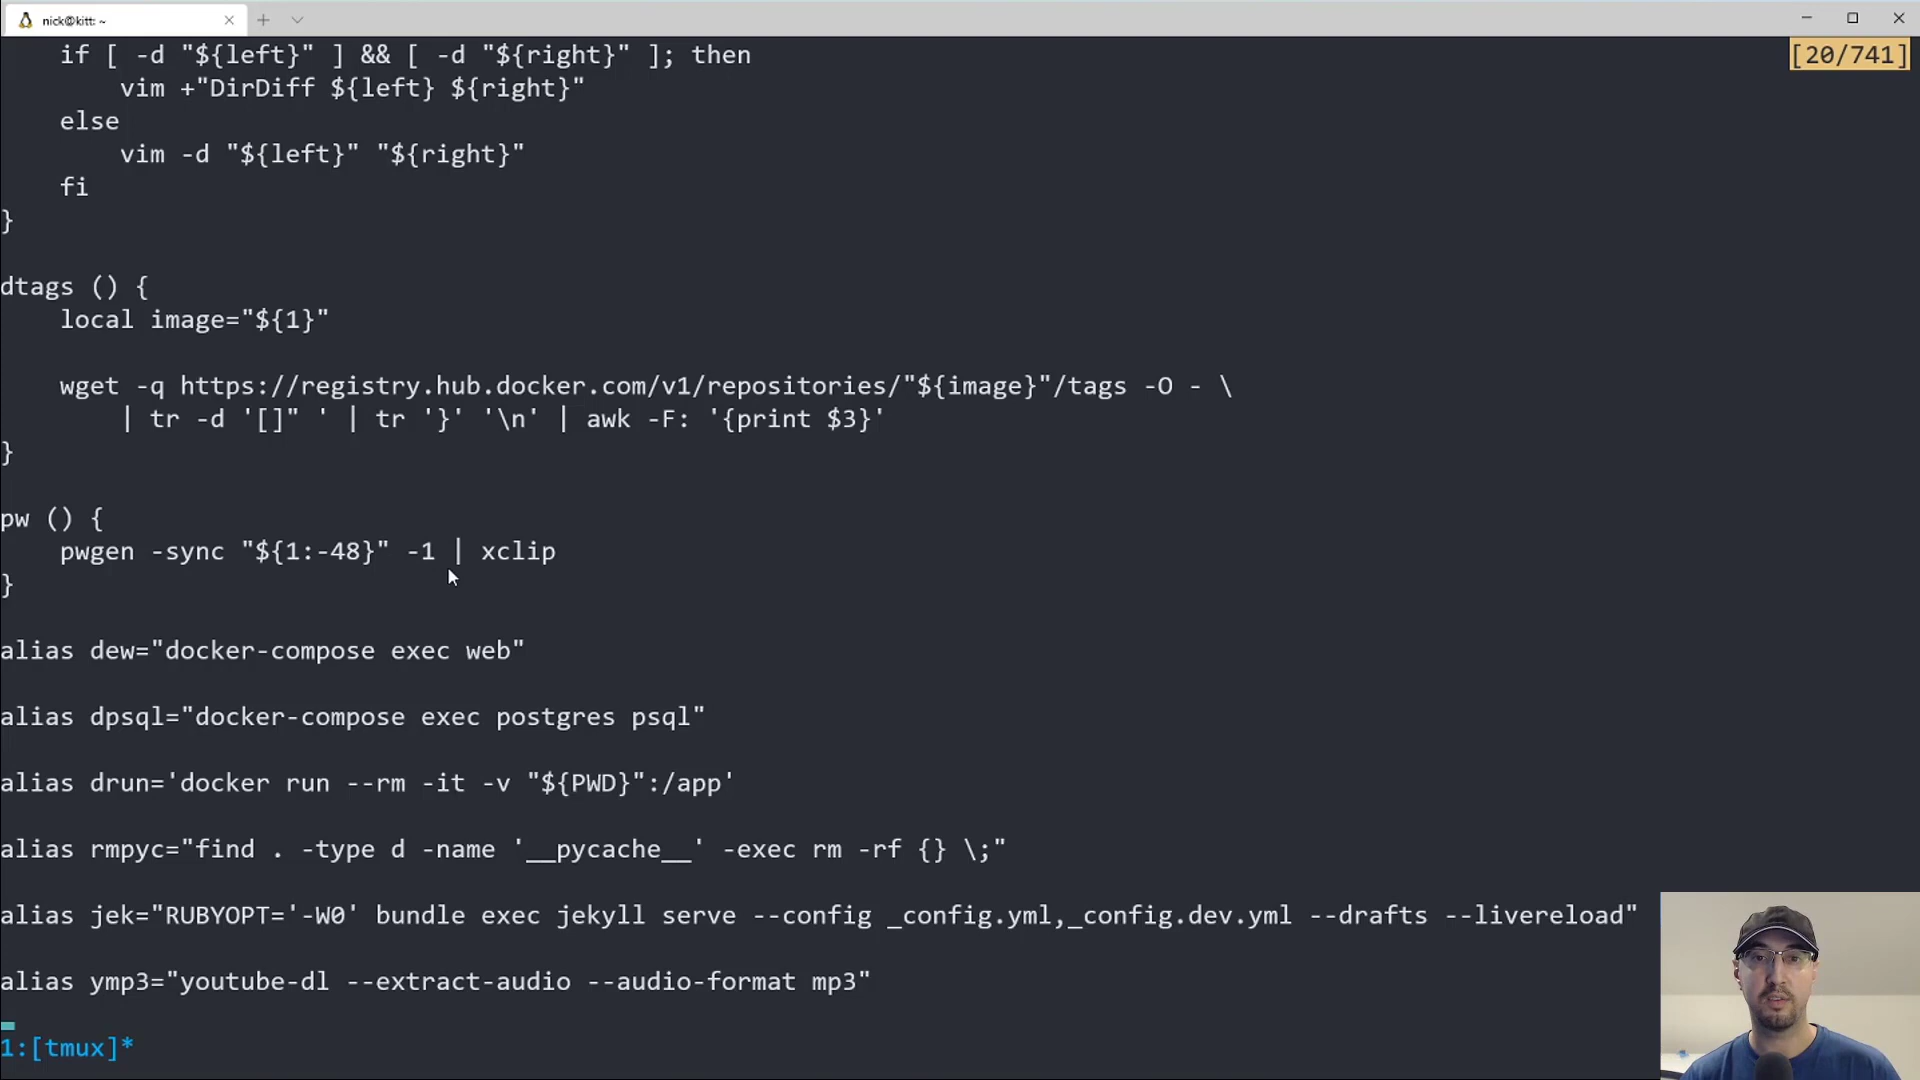 nick@kitt: ~
[20/741]
if [ -d "${left}" ] && [ -d "${right}" ]; then
vim +"DirDiff ${left} ${right}"
else
vim -d "${left}" "${right}"
fi
}
dtags () {
local image="${1}"
wget -q https://registry.hub.docker.com/v1/repositories/"${image}"/tags -O - \
| tr -d '[]" ' | tr '}' '\n' | awk -F: '{print $3}'
}
pw () {
pwgen -sync "${1:-48}" -1 | xclip
}
alias dew="docker-compose exec web"
alias dpsql="docker-compose exec postgres psql"
alias drun='docker run --rm -it -v "${PWD}":/app'
alias rmpyc="find . -type d -name '__pycache__' -exec rm -rf {} \;"
alias jek="RUBYOPT='-W0' bundle exec jekyll serve --config _config.yml,_config.dev.yml --drafts --livereload"
alias ymp3="youtube-dl --extract-audio --audio-format mp3"
1:[tmux]*